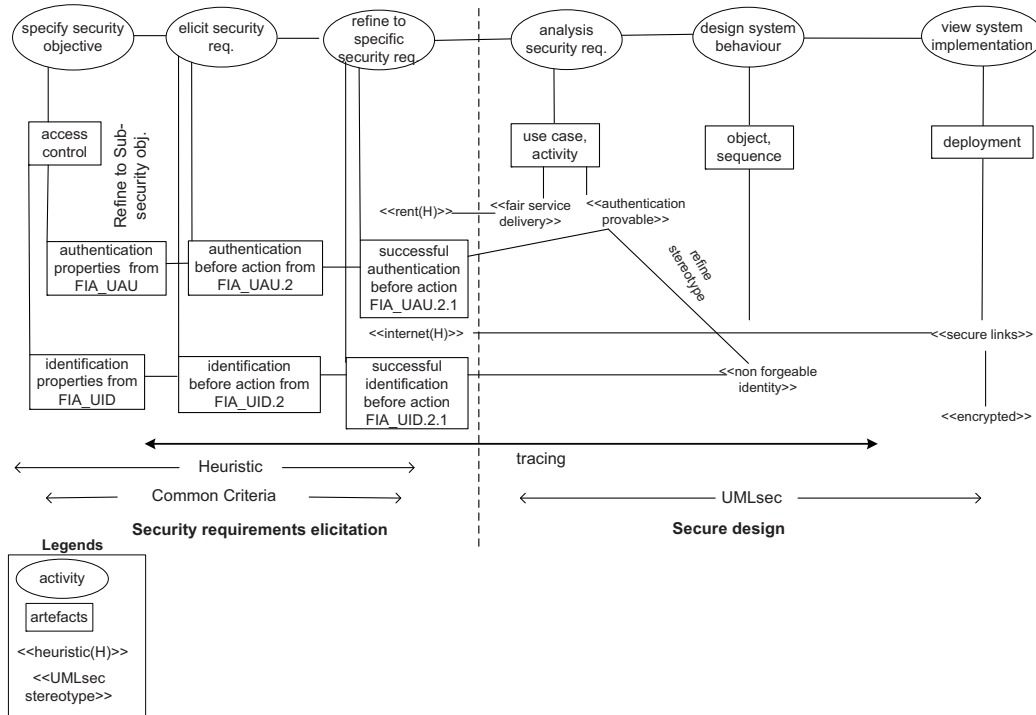 specify security
objective
elicit security
req.
refine to
specific
security req.
analysis
security req.
design system
behaviour
view system
implementation
access
control
Refine to Sub-
security obj.
use case,
activity
object,
sequence
deployment
<<rent(H)>>
<<fair service
delivery>>
<<authentication
provable>>
authentication
properties from
FIA_UAU
authentication
before action from
FIA_UAU.2
successful
authentication
before action
FIA_UAU.2.1
refine
stereotype
<<internet(H)>>
<<secure links>>
identification
properties from
FIA_UID
identification
before action from
FIA_UID.2
successful
identification
before action
FIA_UID.2.1
<<non forgeable
identity>>
<<encrypted>>
tracing
Heuristic
Common Criteria
UMLsec
Security requirements elicitation
Secure design
Legends
activity
artefacts
<<heuristic(H)>>
<<UMLsec
stereotype>>